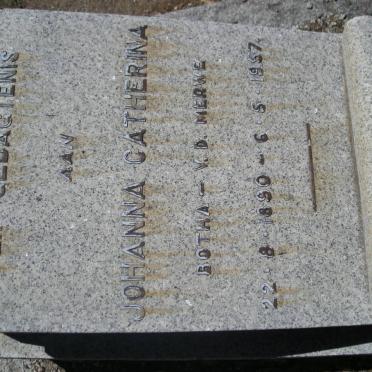 GEDAGTENIS
AAN
JOHANNA CATHERINA
BOTHA - V.D. MERWE
22-8-1890 - 6-5-1957.